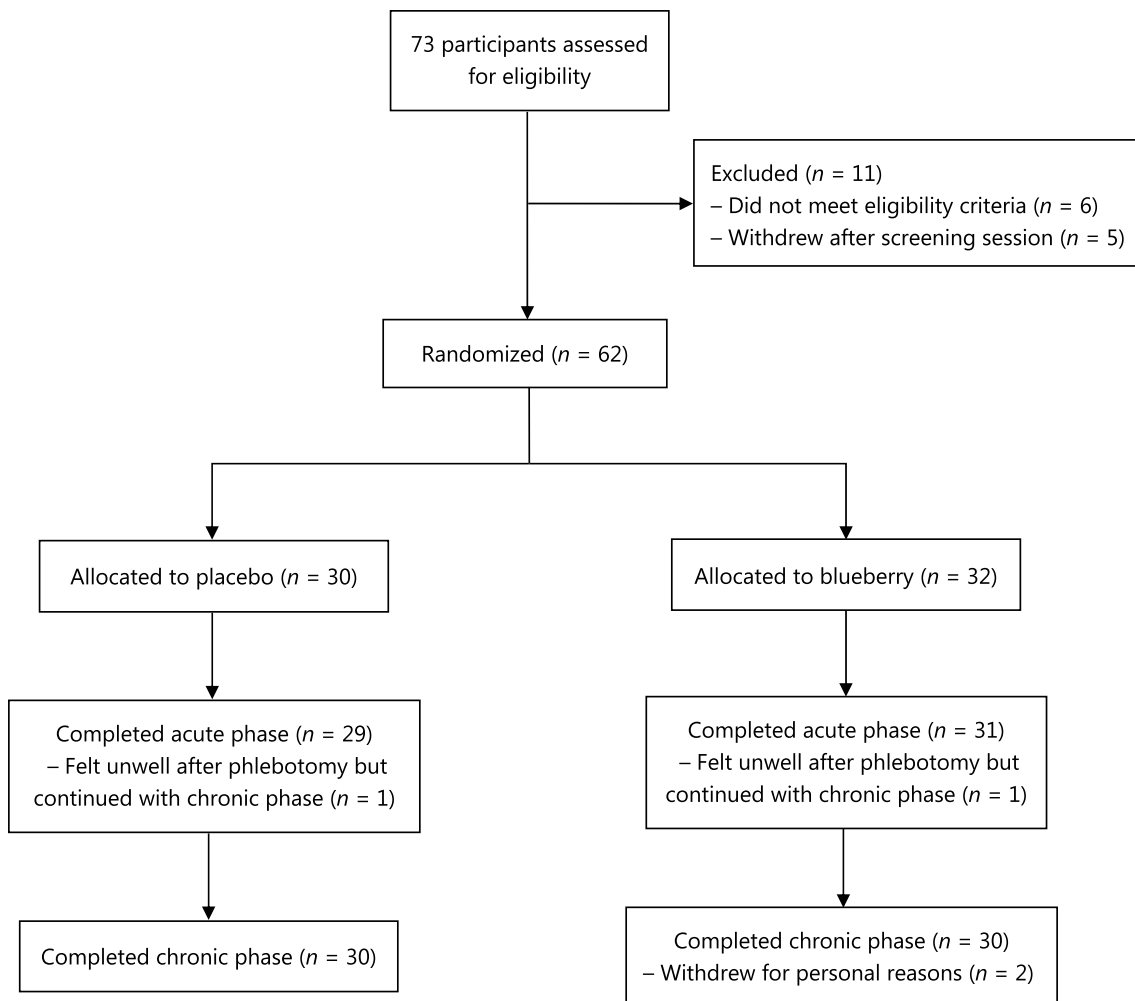 73 participants assessed
for eligibility
Excluded (n = 11)
– Did not meet eligibility criteria (n = 6)
– Withdrew after screening session (n = 5)
Randomized (n = 62)
Allocated to placebo (n = 30)
Allocated to blueberry (n = 32)
Completed acute phase (n = 29)
– Felt unwell after phlebotomy but
continued with chronic phase (n = 1)
Completed acute phase (n = 31)
– Felt unwell after phlebotomy but
continued with chronic phase (n = 1)
Completed chronic phase (n = 30)
Completed chronic phase (n = 30)
– Withdrew for personal reasons (n = 2)